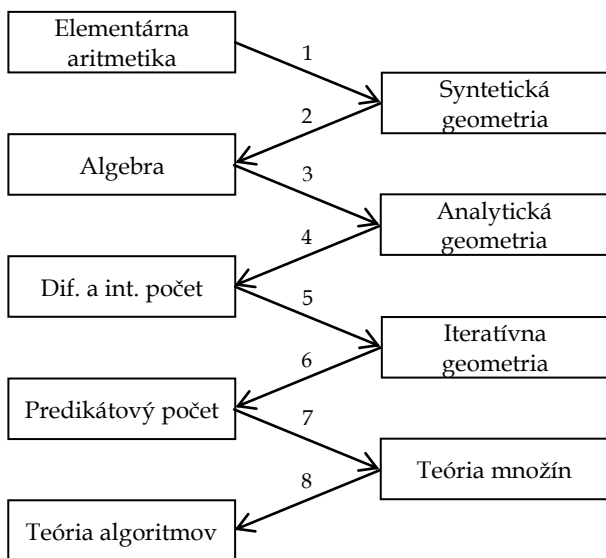 Elementárna
aritmetika
1
Syntetická
geometria
2
Algebra
3
Analytická
geometria
4
Dif. a int. počet
5
Iteratívna
geometria
6
Predikátový počet
7
Teória množín
8
Teória algoritmov